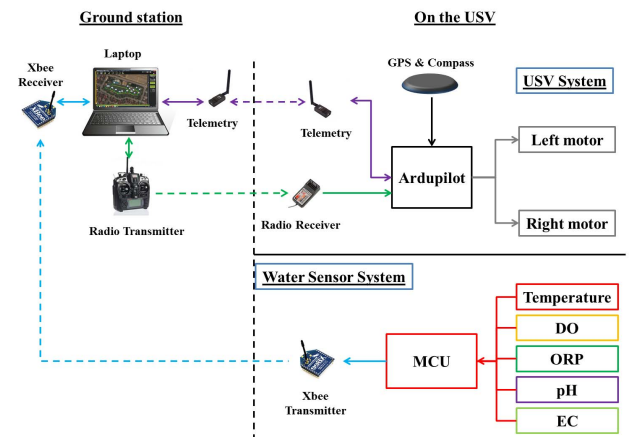 Ground station
On the USV
Xbee
Receiver
Laptop
Telemetry
Telemetry
GPS & Compass
USV System
Left motor
Ardupilot
Right motor
Radio Transmitter
Radio Receiver
Water Sensor System
Temperature
DO
ORP
pH
EC
MCU
Xbee
Transmitter